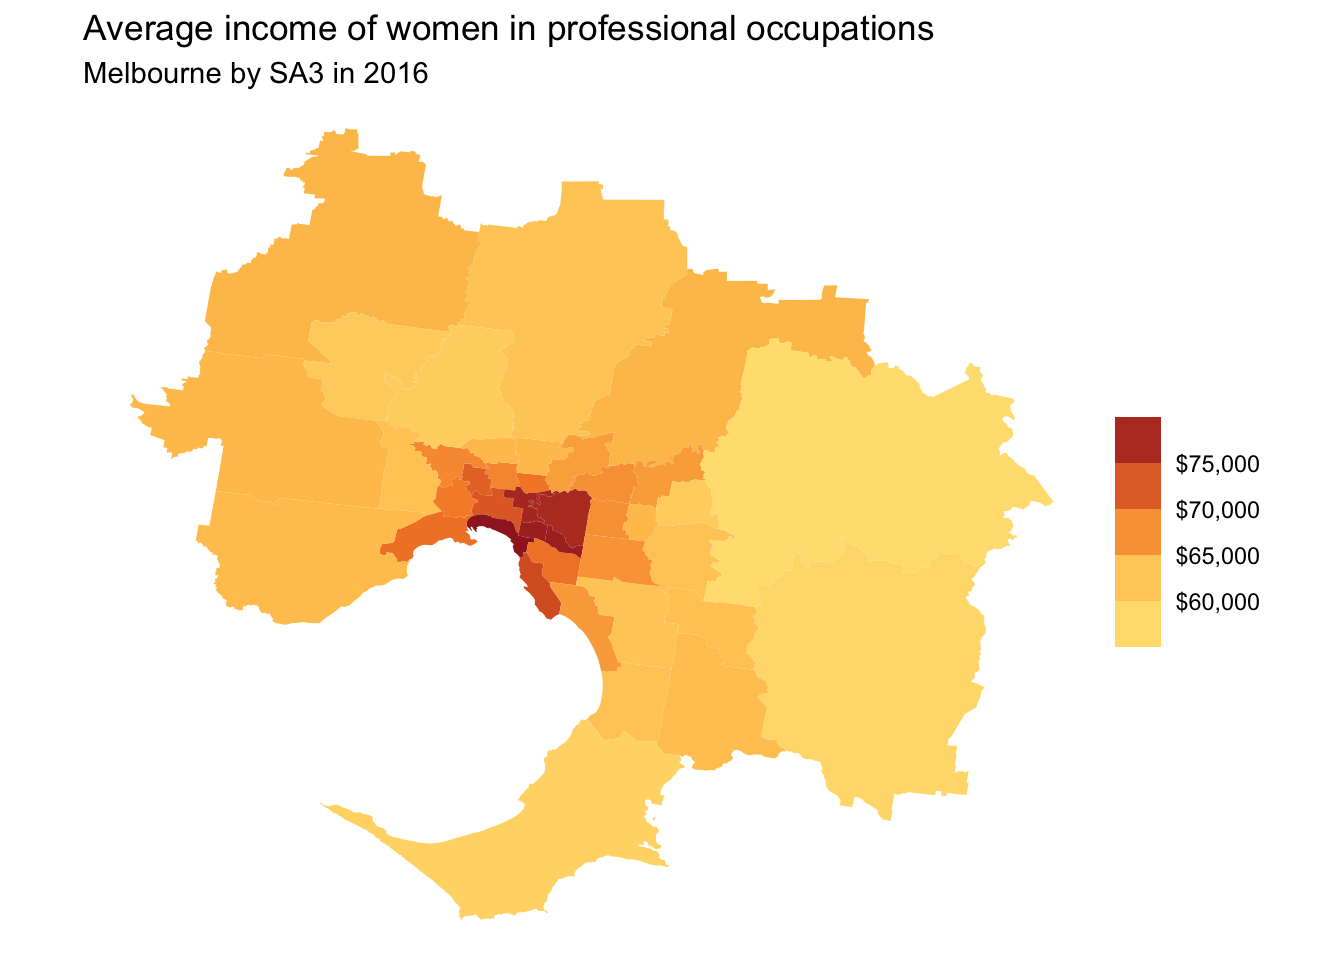 Average income of women in professional occupations
Melbourne by SA3 in 2016
$75,000
$70,000
$65,000
$60,000